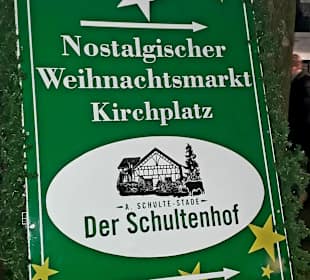 Nostalgischer
Weihnachtsmarkt
Kirchplatz
A. SCHULTE-STADE
Der Schultenhof